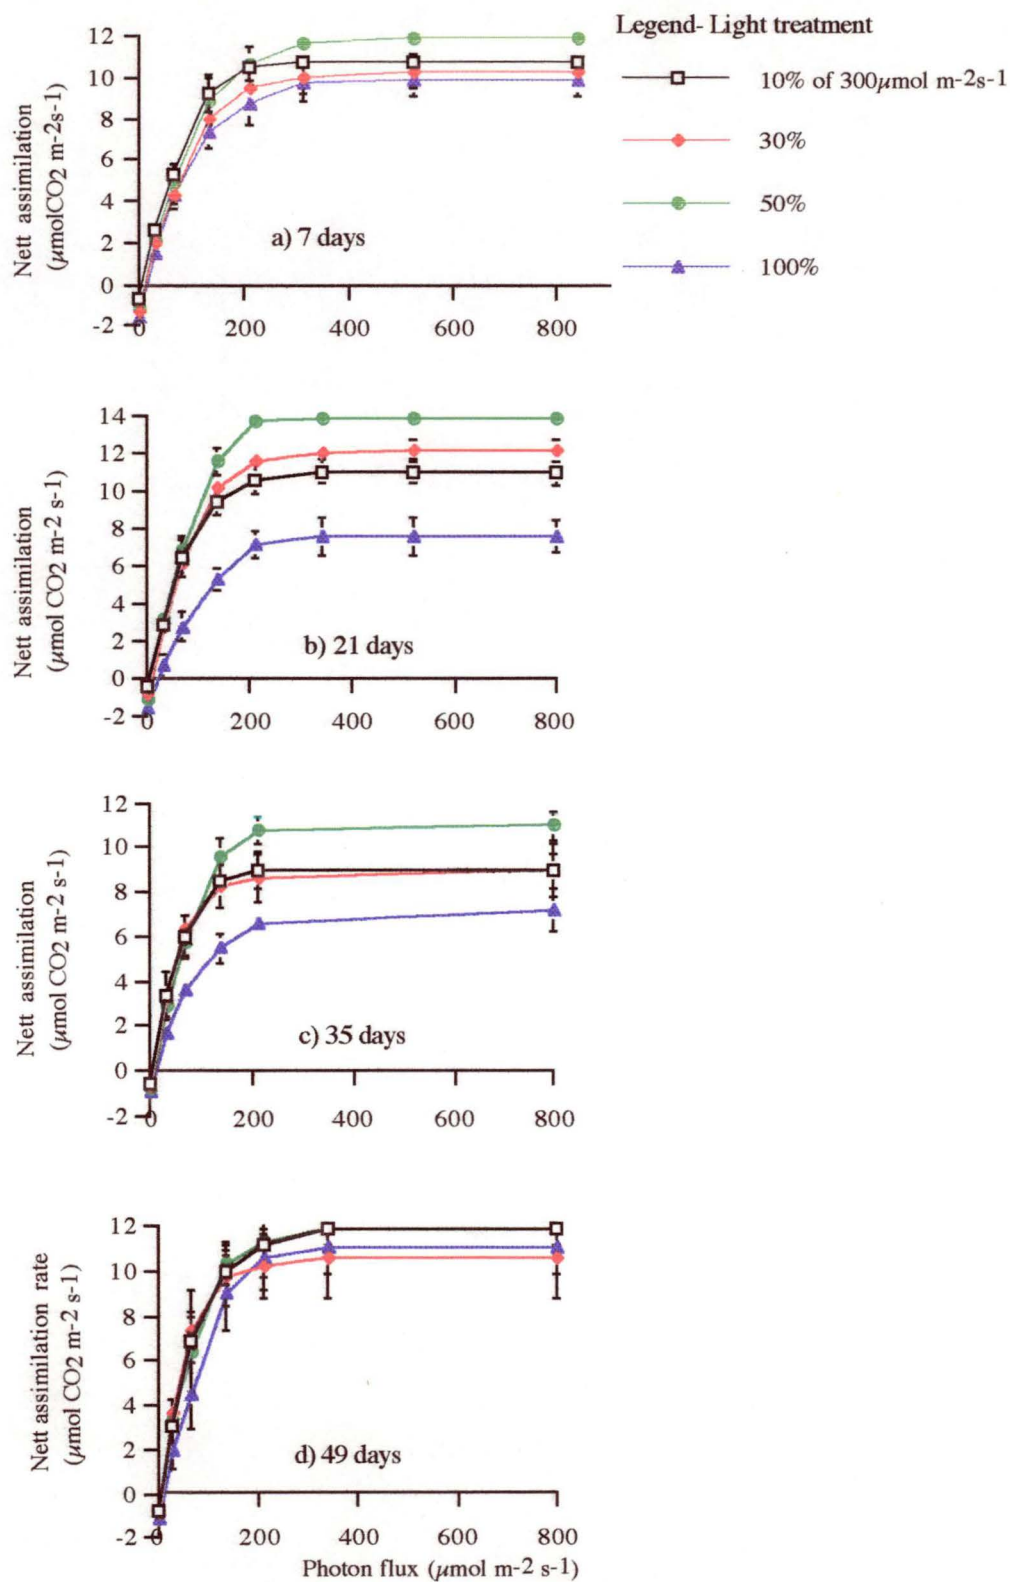 Legend- Light treatment
10% of 300µmol m-2s-1
30%
50%
100%
Nett assimilation
(µmolCO2 m-2s-1)
12
10
8
6
4
2
0
-2
0 200 400 600 800
a) 7 days
Nett assimilation
(µmol CO2 m-2 s-1)
14
12
10
8
6
4
2
0
-2
0 200 400 600 800
b) 21 days
Nett assimilation
(µmol CO2 m-2 s-1)
12
10
8
6
4
2
0
-2
0 200 400 600 800
c) 35 days
Nett assimilation rate
(µmol CO2 m-2 s-1)
12
10
8
6
4
2
0
-2
0 200 400 600 800
d) 49 days
Photon flux (µmol m-2 s-1)